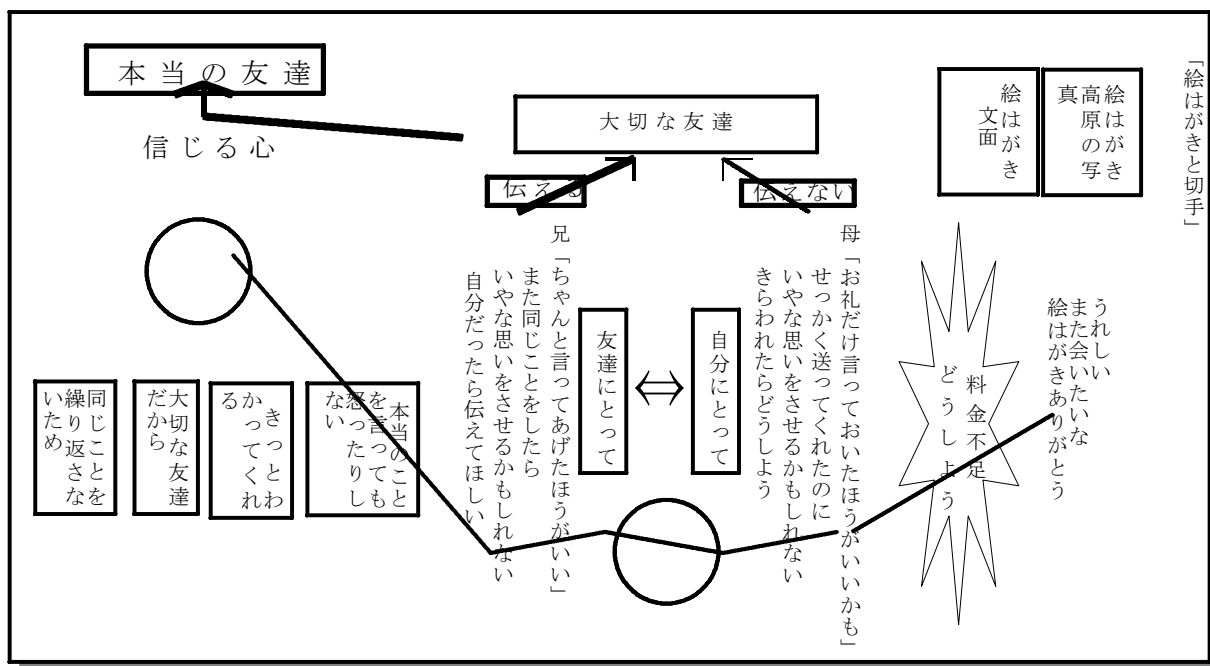 「絵はがきと切手」
絵はがき
高原の写
真
絵はがき
文面
うれしい
また会いたいな
絵はがきありがとう
料金不足
どうしよう
大切な友達
伝えない
母「お礼だけ言っておいたほうがいいかも」
せっかく送ってくれたのに
いやな思いをさせるかもしれない
きらわれたらどうしよう
自分にとって
友達にとって
伝える
兄「ちゃんと言ってあげたほうがいい」
また同じことをしたら
いやな思いをさせるかもしれない
自分だったら伝えてほしい
本当の友達
信じる心
本当のこと
を言っても
怒ったりし
ない
きっとわ
かってくれ
る
大切な友達
だから
同じことを
繰り返さな
いため